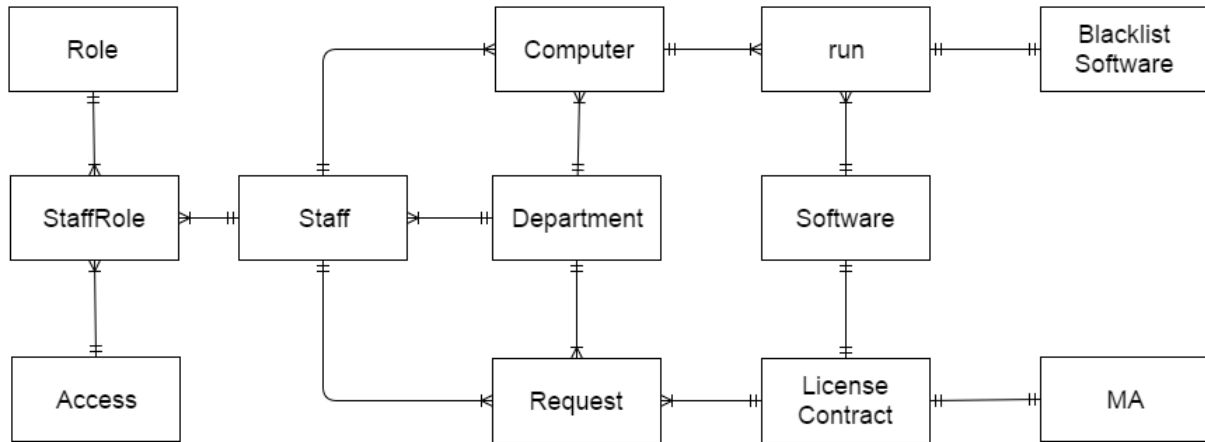 Role
Computer
run
Blacklist
Software
StaffRole
Staff
Department
Software
Access
Request
License
Contract
MA